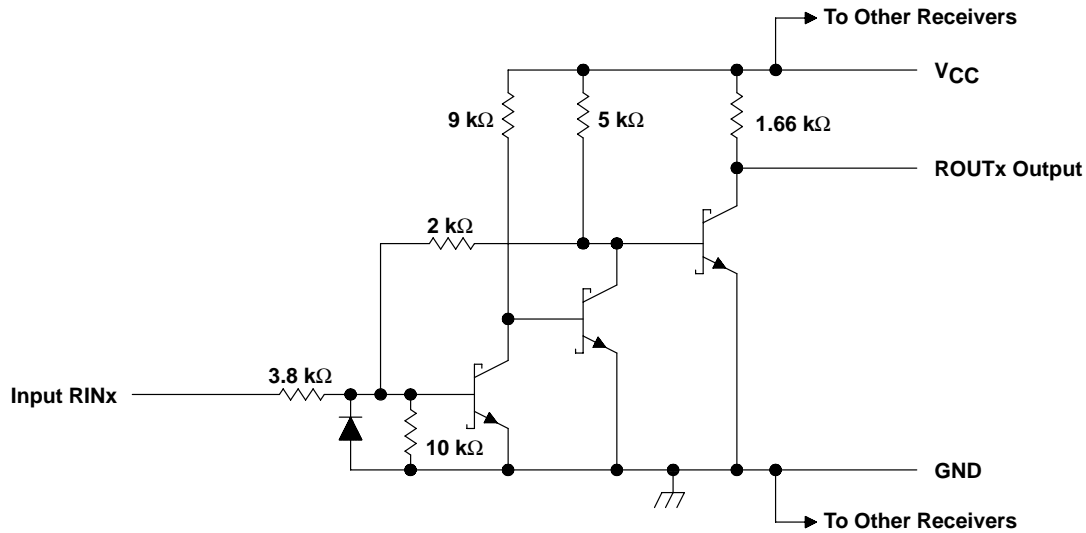 To Other Receivers
VCC
9 kΩ
5 kΩ
1.66 kΩ
ROUTx Output
2 kΩ
3.8 kΩ
Input RINx
10 kΩ
GND
To Other Receivers